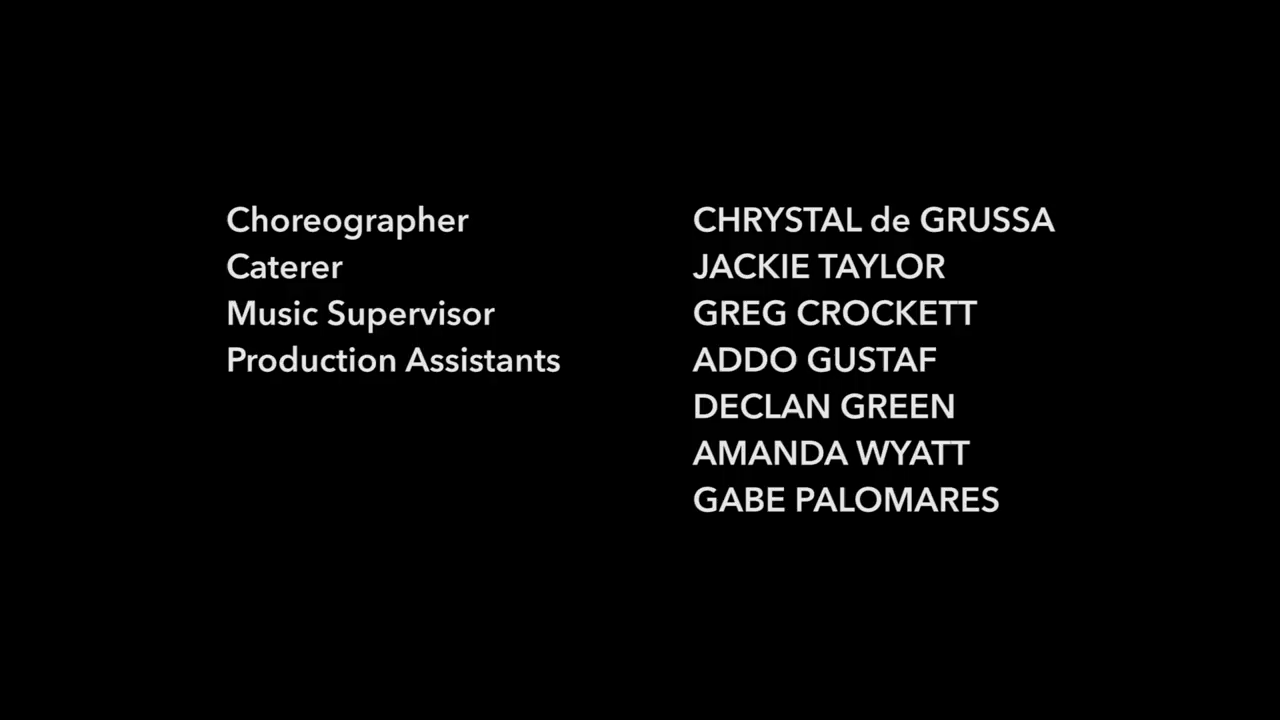 Choreographer CHRYSTAL de GRUSSA
Caterer JACKIE TAYLOR
Music Supervisor GREG CROCKETT
Production Assistants ADDO GUSTAF
DECLAN GREEN
AMANDA WYATT
GABE PALOMARES